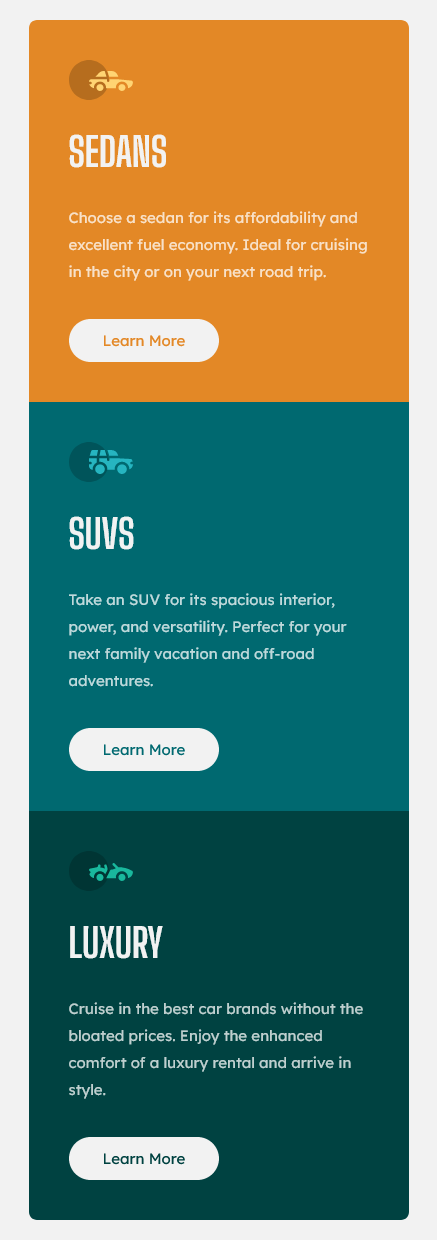 SEDANS
Choose a sedan for its affordability and
excellent fuel economy. Ideal for cruising
in the city or on your next road trip.
Learn More
SUVS
Take an SUV for its spacious interior,
power, and versatility. Perfect for your
next family vacation and off-road
adventures.
Learn More
LUXURY
Cruise in the best car brands without the
bloated prices. Enjoy the enhanced
comfort of a luxury rental and arrive in
style.
Learn More